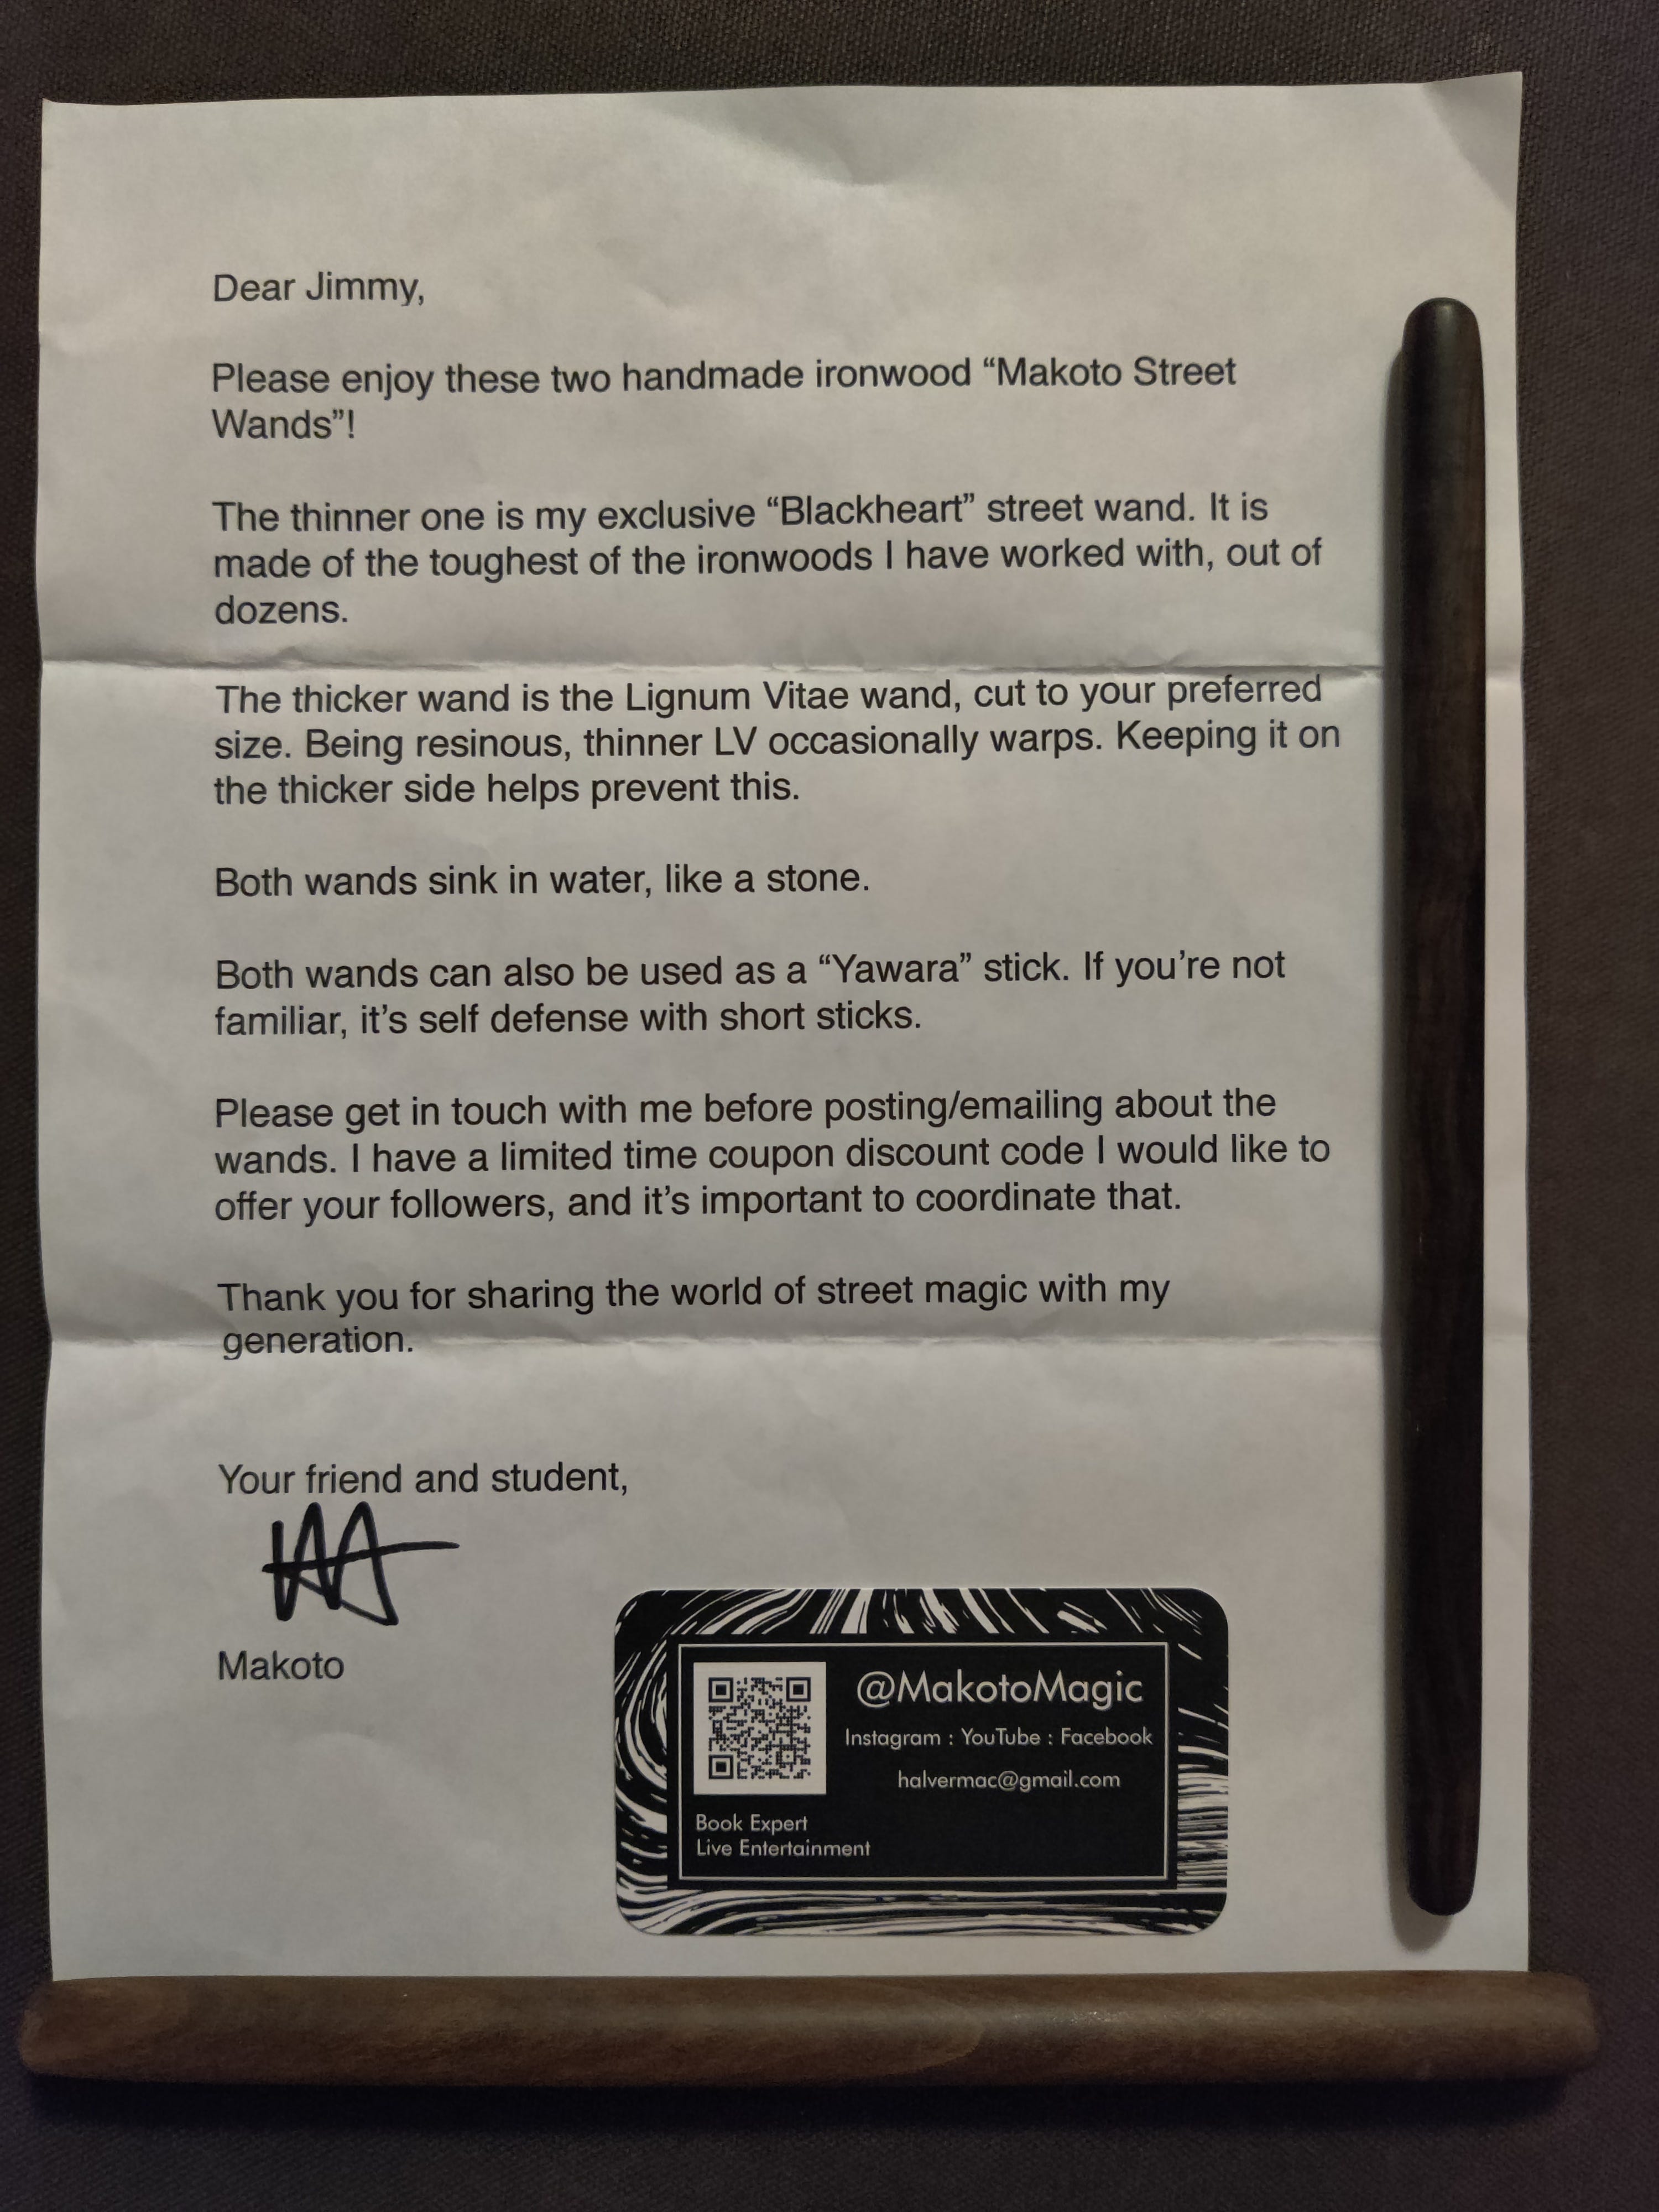 Dear Jimmy,
Please enjoy these two handmade ironwood “Makoto Street
Wands”!
The thinner one is my exclusive “Blackheart” street wand. It is
made of the toughest of the ironwoods I have worked with, out of
dozens.
The thicker wand is the Lignum Vitae wand, cut to your preferred
size. Being resinous, thinner LV occasionally warps. Keeping it on
the thicker side helps prevent this.
Both wands sink in water, like a stone.
Both wands can also be used as a “Yawara” stick. If you’re not
familiar, it’s self defense with short sticks.
Please get in touch with me before posting/emailing about the
wands. I have a limited time coupon discount code I would like to
offer your followers, and it’s important to coordinate that.
Thank you for sharing the world of street magic with my
generation.
Your friend and student,
Makoto
@MakotoMagic
Instagram : YouTube : Facebook
halvermac@gmail.com
Book Expert
Live Entertainment